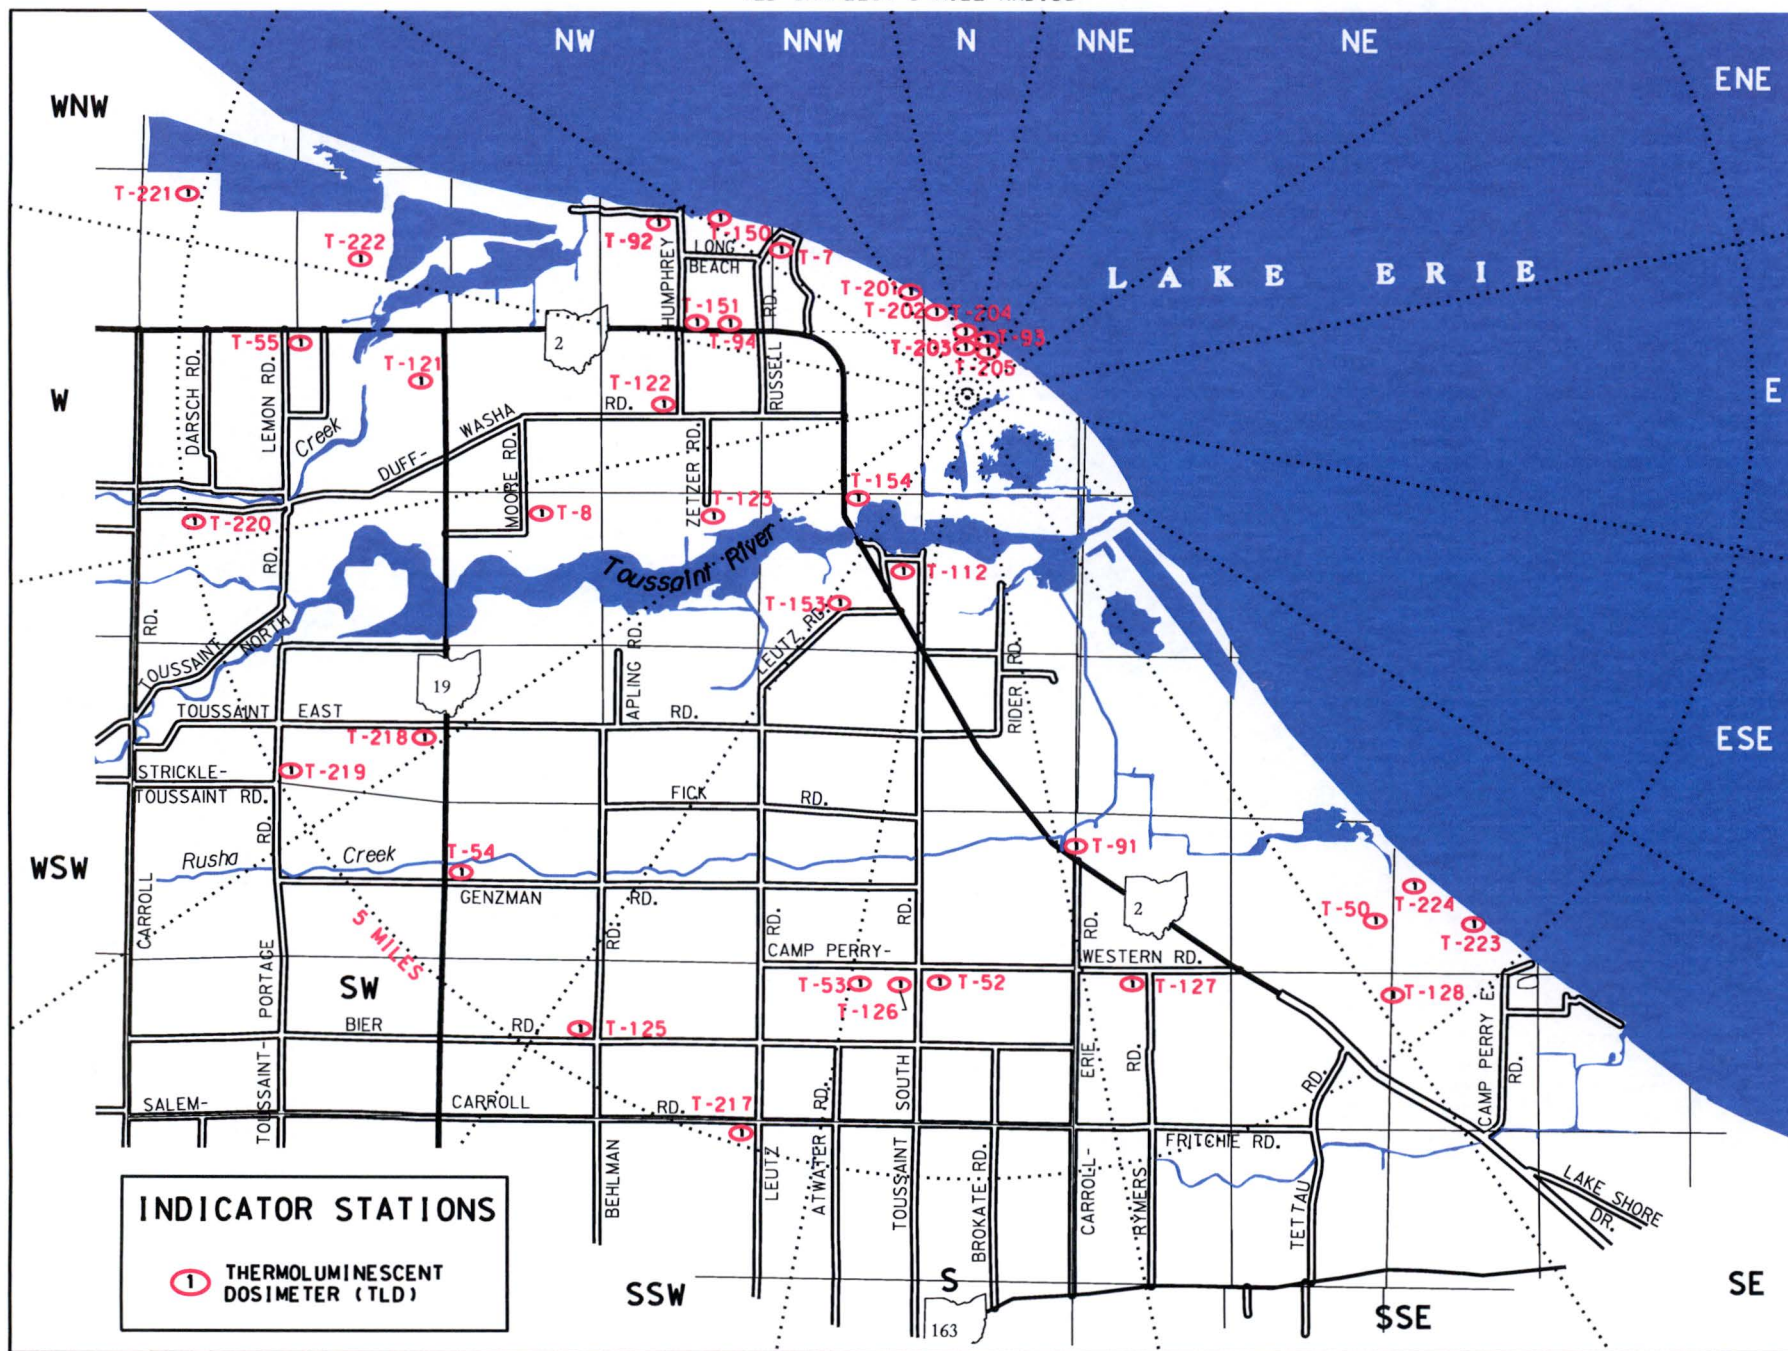 NW
NNW
N
NNE
NE
ENE
WNW
T-221
T-222
T-92
T-150
LONG
BEACH
T-7
HUMPHREY
RD.
T-201
T-202
T-204
T-203
T-93
T-205
LAKE ERIE
T-151
T-94
2
T-55
T-121
T-122
RD.
RUSSELL
W
E
DARSCH RD.
LEMON RD.
Creek
DUFF-
WASHA
MOORE RD.
ZETZER RD.
T-154
T-8
T-123
T-220
RD.
Toussaint River
T-112
T-153
LEUTZ RD.
RD.
TOUSSAINT
NORTH
APLING RD.
RIDER RD.
19
TOUSSAINT EAST RD.
ESE
T-218
T-219
STRICKLE-
TOUSSAINT RD.
FICK RD.
RD.
T-91
WSW
Rusha Creek
T-54
GENZMAN RD.
CARROLL
2
T-50
T-224
T-223
5 MILES
RD.
RD.
RD.
RD.
CAMP PERRY-
WESTERN RD.
SW
PORTAGE
T-53
T-126
T-52
T-127
T-128
BIER RD.
T-125
CAMP PERRY E.
RD.
ERIE
RD.
RD.
SOUTH
SALEM-
CARROLL RD.
T-217
RD.
TOUSSAINT-
FRITCHIE RD.
BEHLMAN
LEUTZ
ATWATER
TOUSSAINT
BROKATE RD.
CARROLL-
RYMERS
TETTAU
LAKE SHORE
DR.
INDICATOR STATIONS
1 THERMOLUMINESCENT
DOSIMETER (TLD)
SSW
S
163
SSE
SE